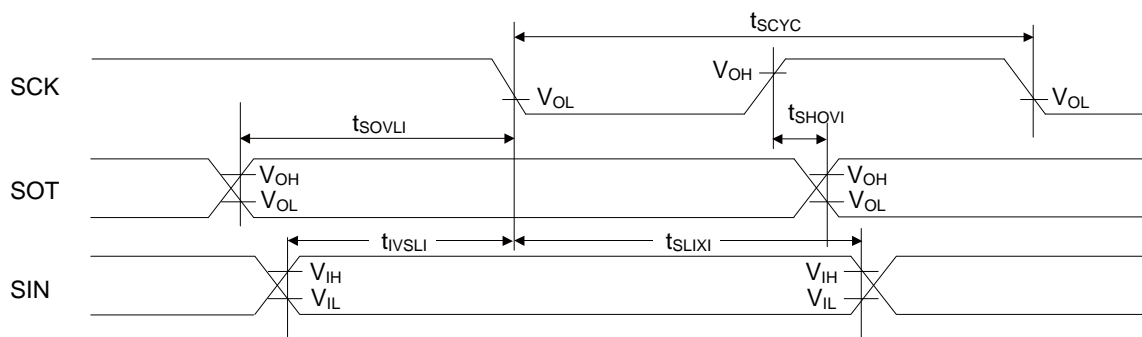 tSCYC
SCK
VOH
VOL
VOL
tSOVLI
tSHOVI
SOT
VOH
VOL
VOH
VOL
tIVSLI
tSLIXI
SIN
VIH
VIL
VIH
VIL